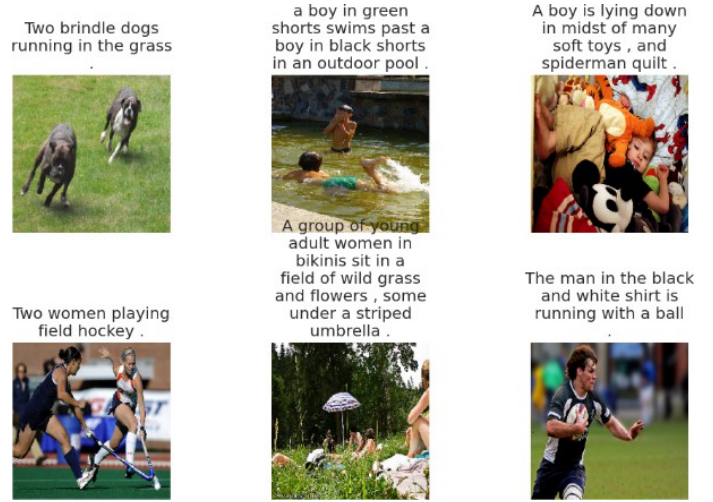 Two brindle dogs
running in the grass
.
a boy in green
shorts swims past a
boy in black shorts
in an outdoor pool .
A boy is lying down
in midst of many
soft toys , and
spiderman quilt .
Two women playing
field hockey .
A group of young
adult women in
bikinis sit in a
field of wild grass
and flowers , some
under a striped
umbrella .
The man in the black
and white shirt is
running with a ball
.